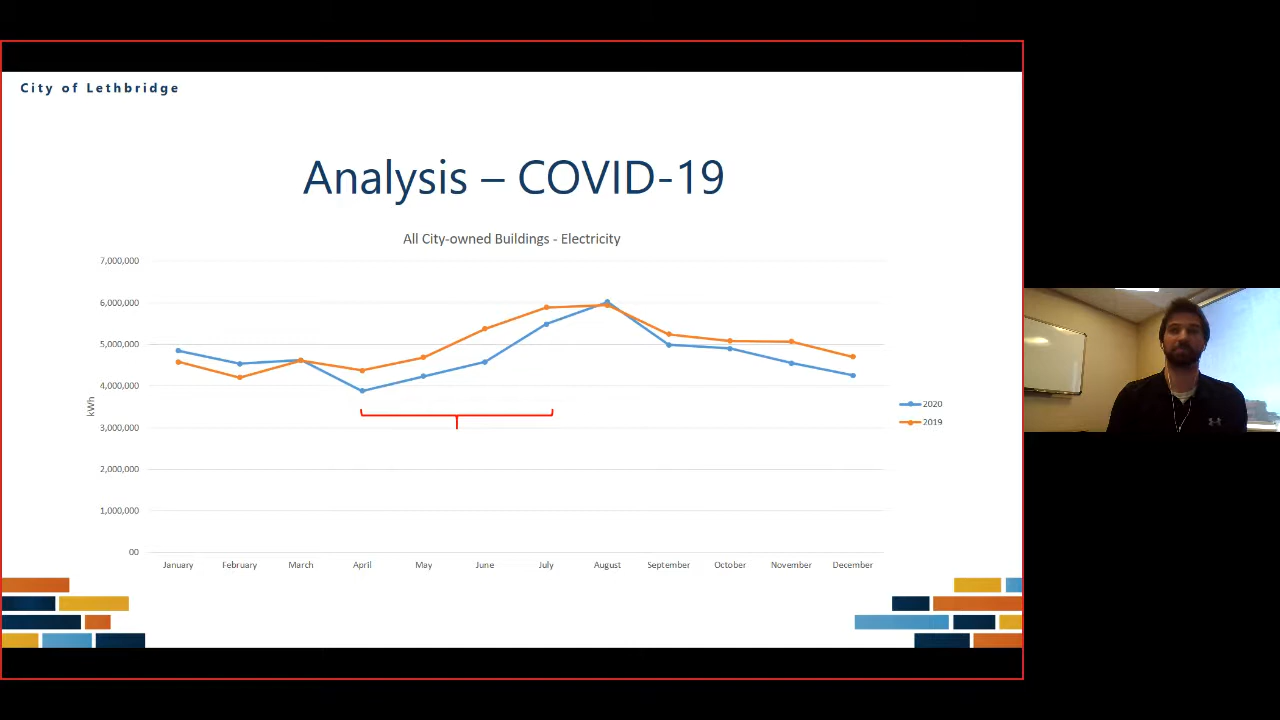 City of Lethbridge
Analysis – COVID-19
All City-owned Buildings - Electricity
7,000,000
6,000,000
5,000,000
4,000,000
3,000,000
2,000,000
1,000,000
00
kWh
January February March April May June July August September October November December
2020
2019